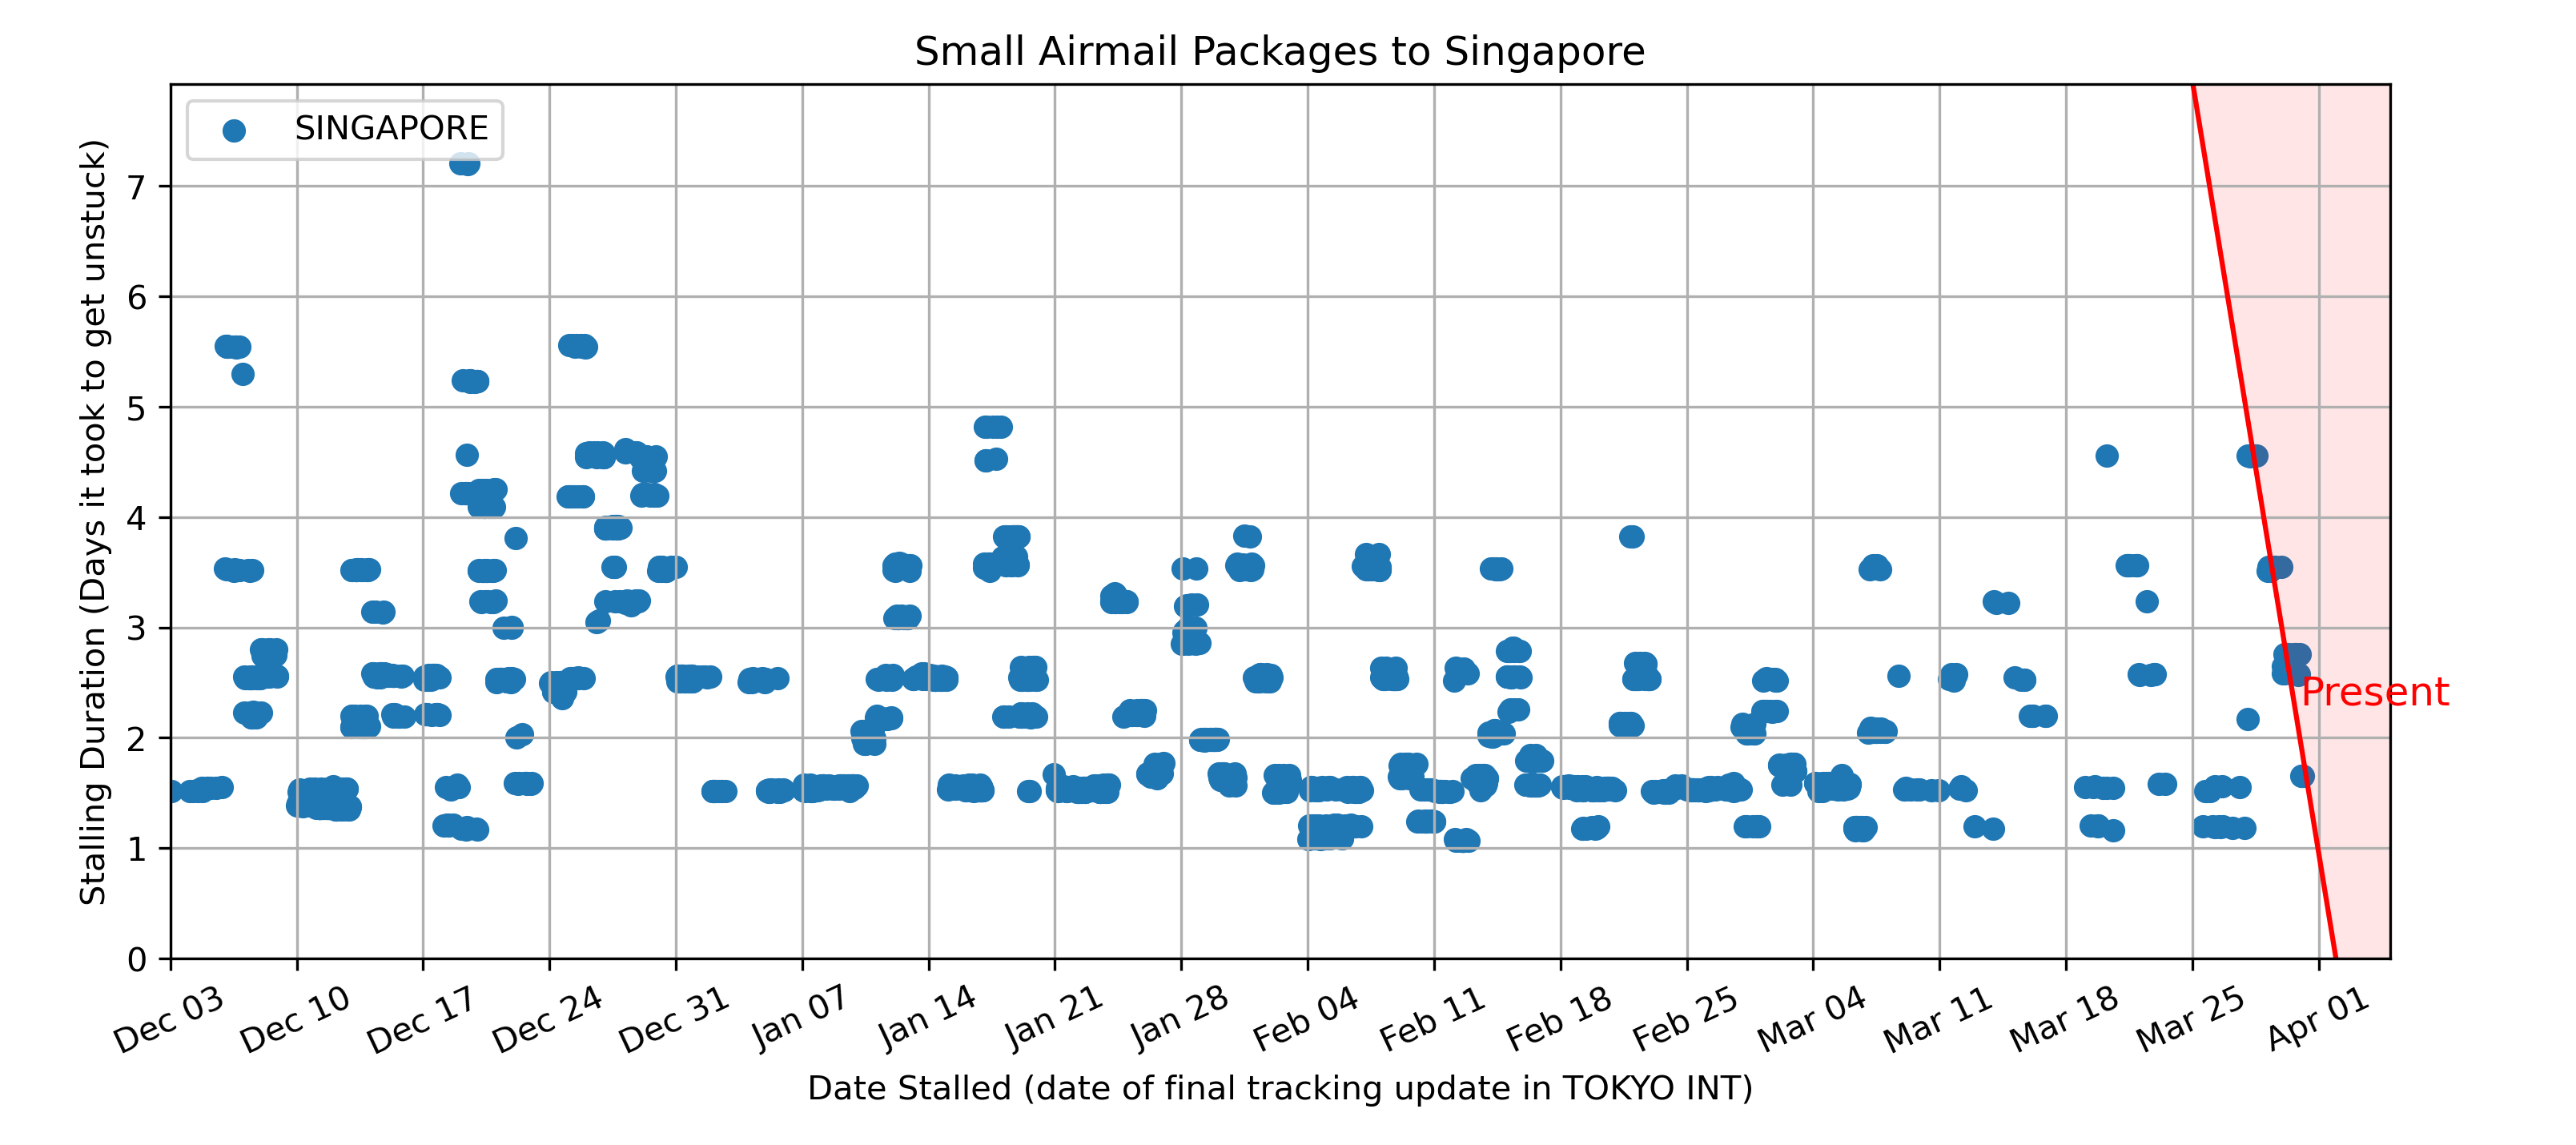 Small Airmail Packages to Singapore
SINGAPORE
Stalling Duration (Days it took to get unstuck)
7
6
5
4
3
2
1
0
Present
Dec 03
Dec 10
Dec 17
Dec 24
Dec 31
Jan 07
Jan 14
Jan 21
Jan 28
Feb 04
Feb 11
Feb 18
Feb 25
Mar 04
Mar 11
Mar 18
Mar 25
Apr 01
Date Stalled (date of final tracking update in TOKYO INT)